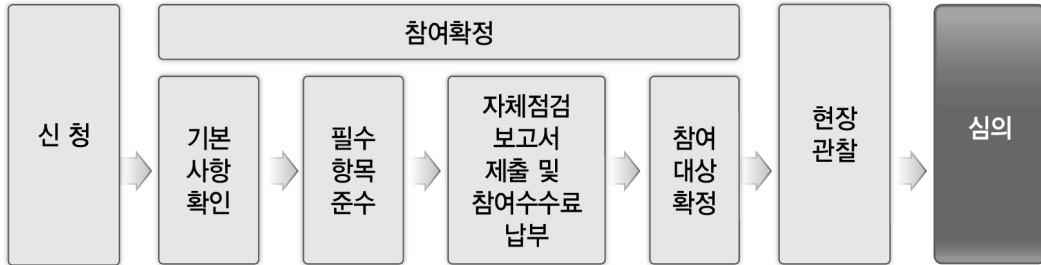 신 청
참여확정
기본
사항
확인
필수
항목
준수
자체점검
보고서
제출 및
참여수수료
납부
참여
대상
확정
현장
관찰
심의